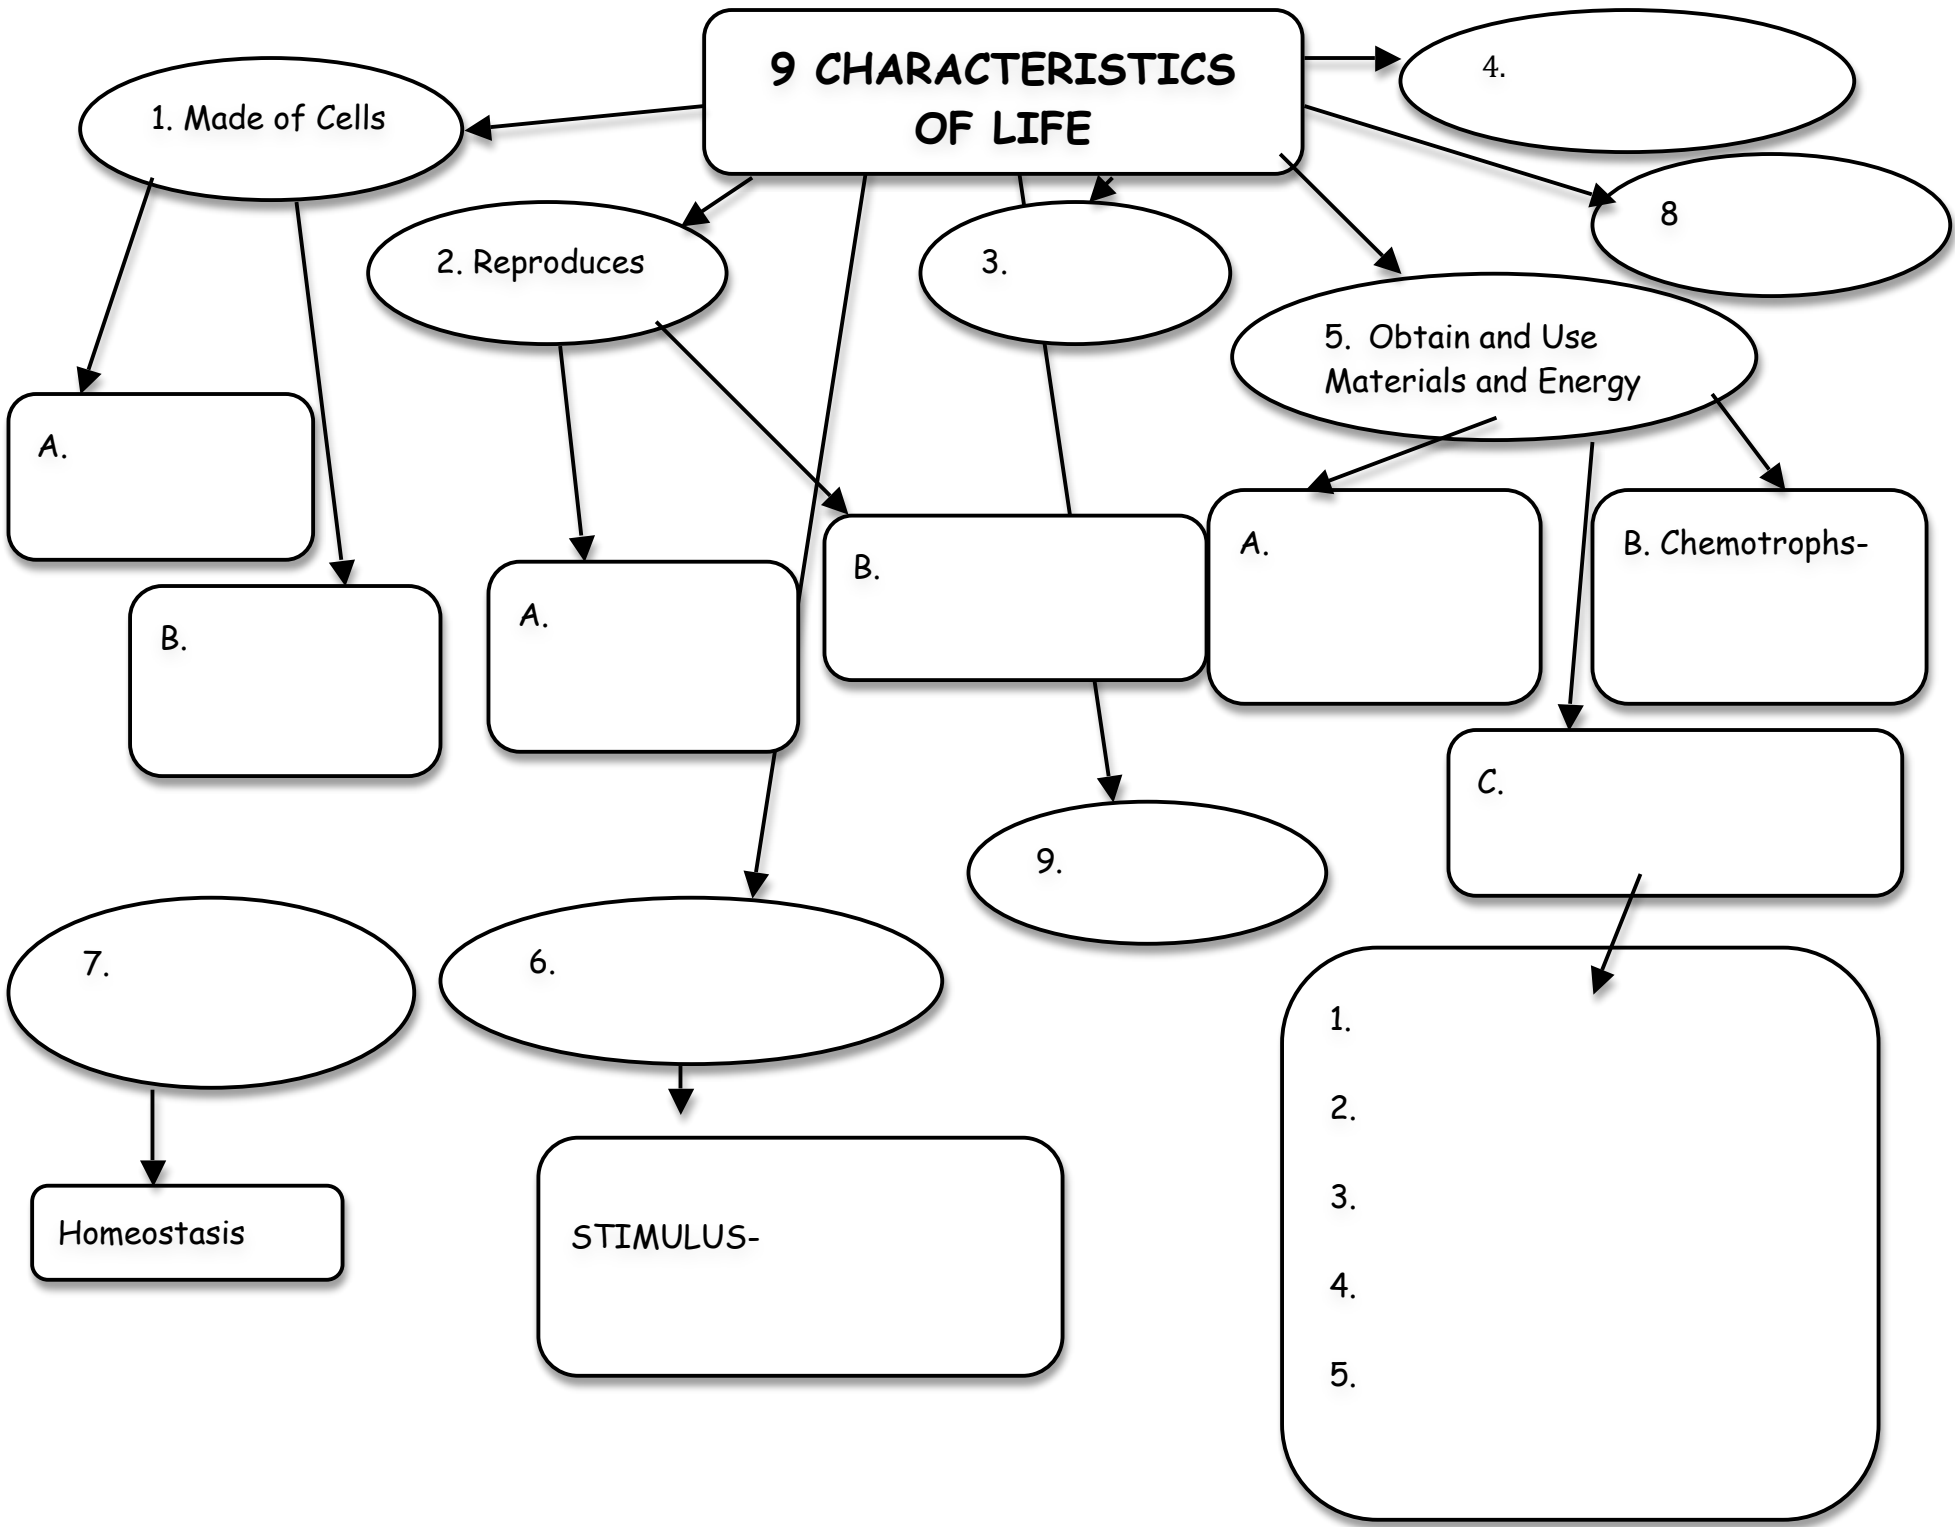 9 CHARACTERISTICS
OF LIFE
1. Made of Cells
A.
B.
2. Reproduces
A.
B.
3.
4.
5. Obtain and Use
Materials and Energy
A.
B. Chemotrophs-
C.
1.
2.
3.
4.
5.
6.
STIMULUS-
7.
Homeostasis
8
9.